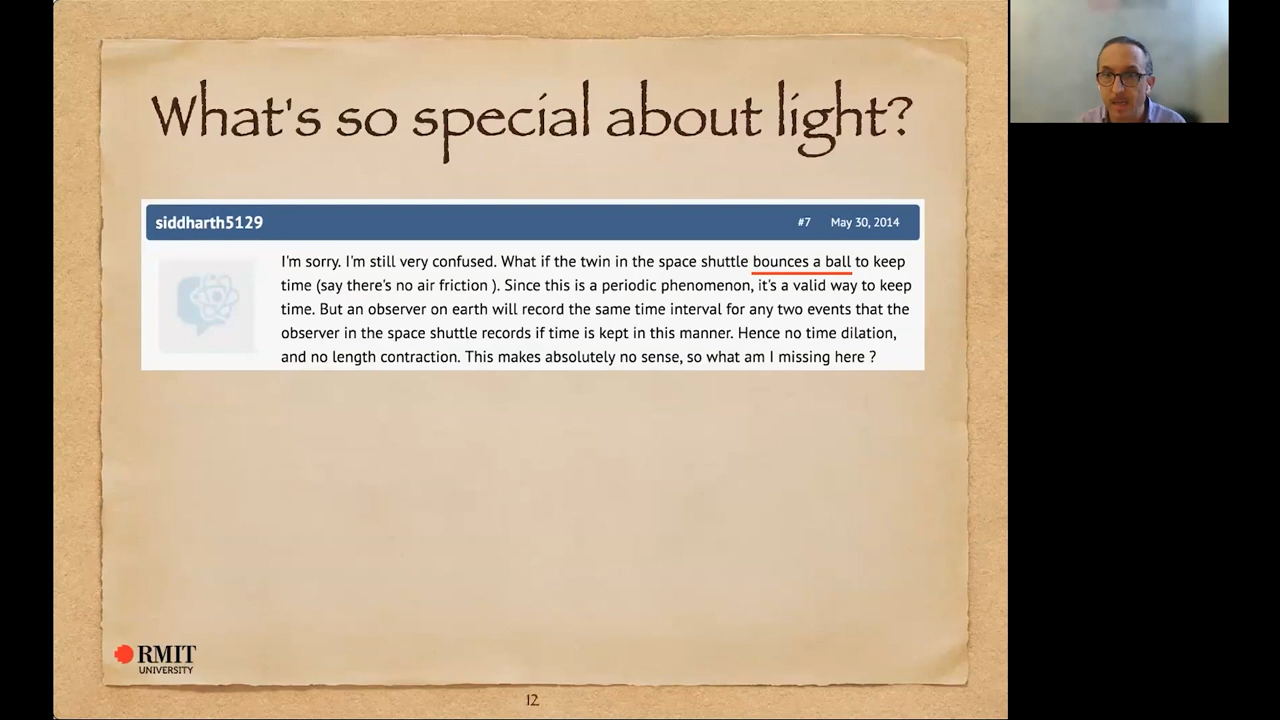 What's so special about light?
siddharth5129 #7 May 30, 2014
I'm sorry. I'm still very confused. What if the twin in the space shuttle bounces a ball to keep
time (say there's no air friction ). Since this is a periodic phenomenon, it's a valid way to keep
time. But an observer on earth will record the same time interval for any two events that the
observer in the space shuttle records if time is kept in this manner. Hence no time dilation,
and no length contraction. This makes absolutely no sense, so what am I missing here ?
RMIT
UNIVERSITY
12